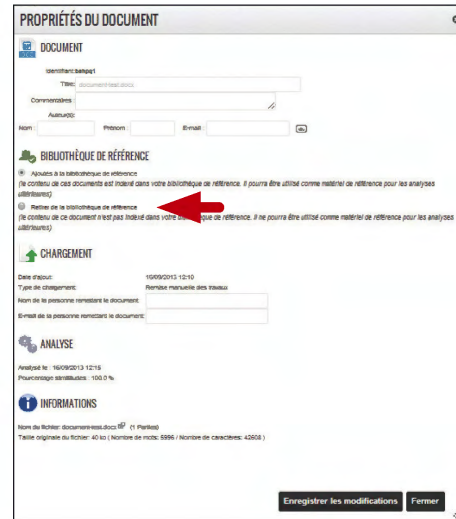 PROPRIÉTÉS DU DOCUMENT
DOCUMENT
Identifiant:
Titre: document-test.docx
Commentaires :
Auteur(s):
Nom : Prénom : E-mail :
BIBLIOTHÈQUE DE RÉFÉRENCE
Ajoutés à la bibliothèque de référence
(le contenu de ces documents est indexé dans votre bibliothèque de référence. Il pourra être utilisé comme matériel de référence pour les analyses
ultérieures)
Retirer de la bibliothèque de référence
(le contenu de ce document n'est pas indexé dans votre de référence. Il ne pourra être utilisé comme matériel de référence pour les analyses
ultérieures)
CHARGEMENT
Date d'ajout: 16/09/2013 12:10
Type de chargement: Remise manuelle des travaux
Nom de la personne remettant le document:
E-mail de la personne remettant le document:
ANALYSE
Analysé le : 16/09/2013 12:15
Pourcentage similitudes : 100.0 %
INFORMATIONS
Nom du fichier: document-test.docx (1 Parties)
Taille originale du fichier: 40 ko ( Nombre de mots: 5996 / Nombre de caractères: 42608 )
Enregistrer les modifications Fermer